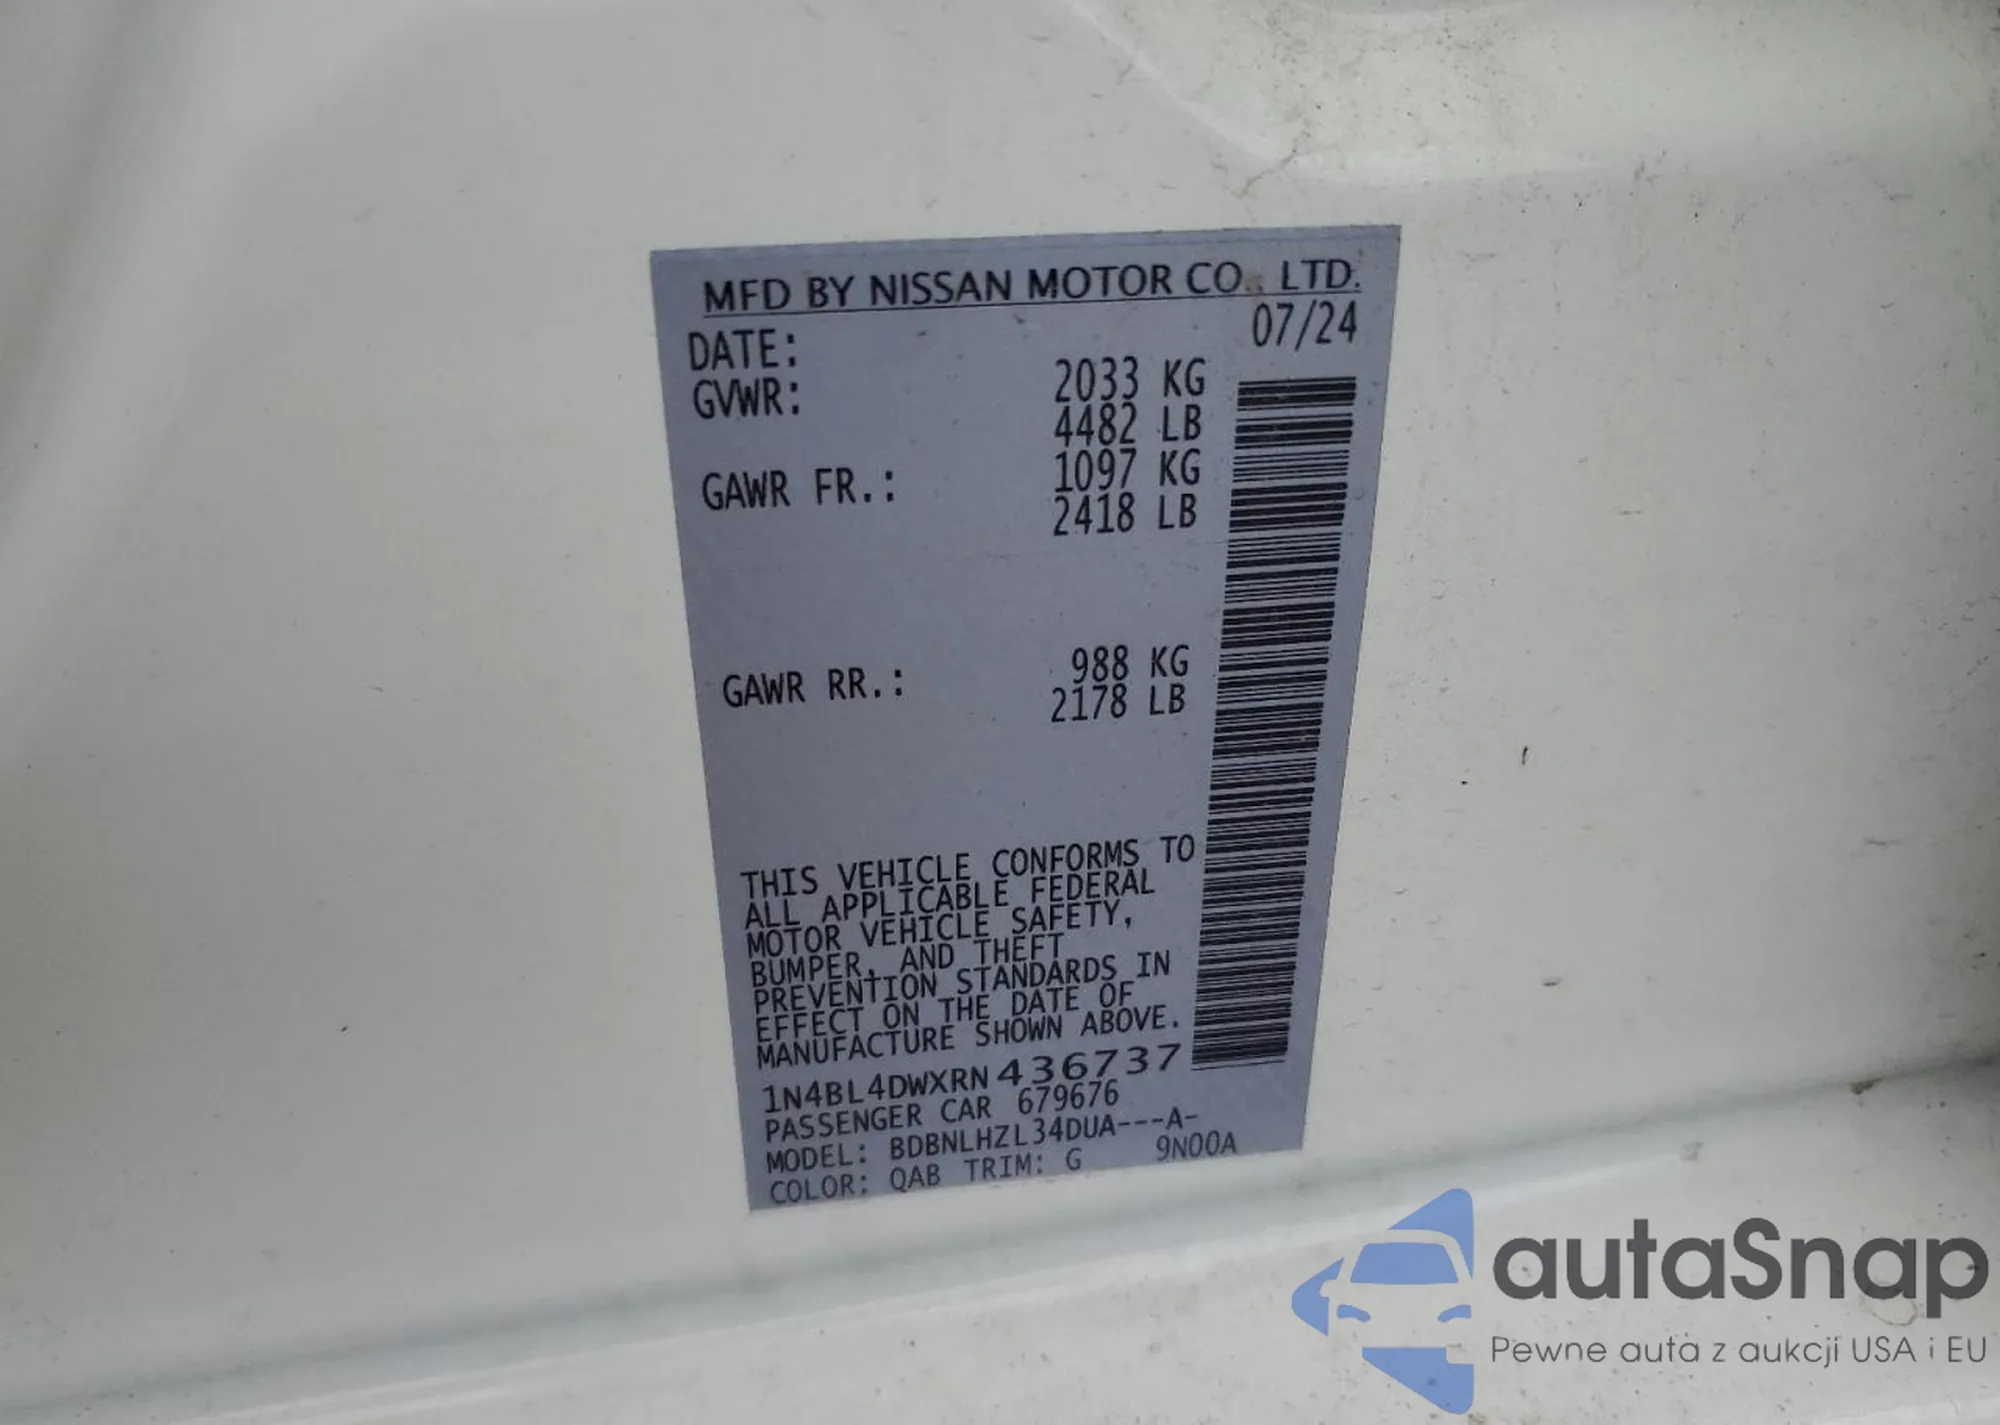 MFD BY NISSAN MOTOR CO., LTD.
DATE: 07/24
GVWR: 2033 KG
4482 LB
GAWR FR.: 1097 KG
2418 LB
GAWR RR.: 988 KG
2178 LB
THIS VEHICLE CONFORMS TO
ALL APPLICABLE FEDERAL
MOTOR VEHICLE SAFETY,
BUMPER, AND THEFT
PREVENTION STANDARDS IN
EFFECT ON THE DATE OF
MANUFACTURE SHOWN ABOVE.
1N4BL4DWXRN436737
PASSENGER CAR 679676
MODEL: BDBNLHZL34DUA---A-
COLOR: QAB TRIM: G 9N00A
autaSnap
Pewne auta z aukcji USA i EU